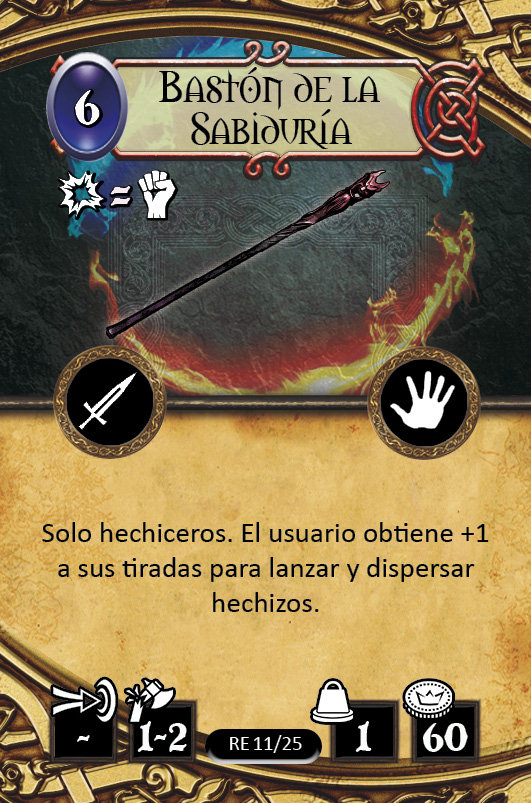 6
Bastón de la
Sabiduría
=
Solo hechiceros. El usuario obtiene +1
a sus tiradas para lanzar y dispersar
hechizos.
- 1-2 RE 11/25 1 60